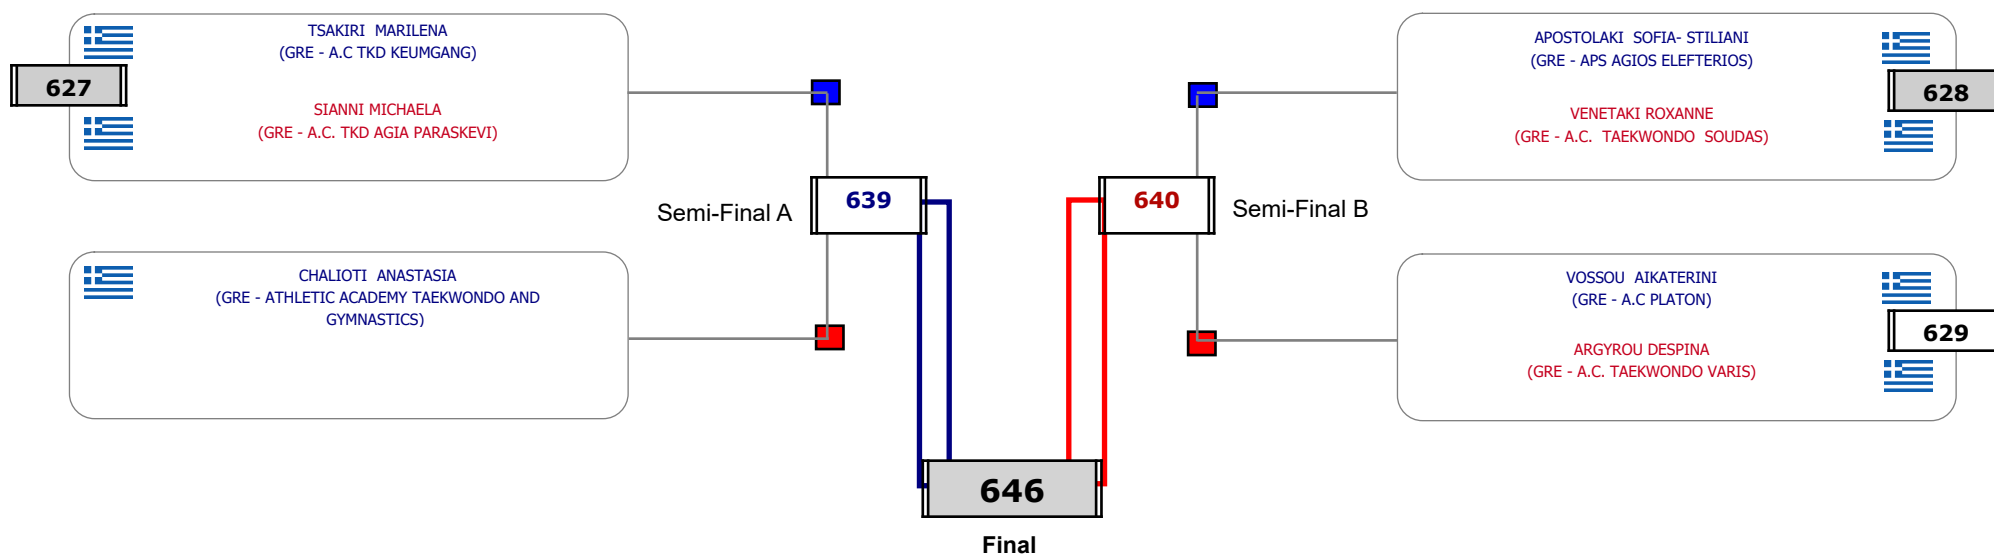 TSAKIRI MARILENA
(GRE - A.C TKD KEUMGANG)
627
SIANNI MICHAELA
(GRE - A.C. TKD AGIA PARASKEVI)
APOSTOLAKI SOFIA- STILIANI
(GRE - APS AGIOS ELEFTERIOS)
628
VENETAKI ROXANNE
(GRE - A.C. TAEKWONDO SOUDAS)
Semi-Final A
639
640
Semi-Final B
CHALIOTI ANASTASIA
(GRE - ATHLETIC ACADEMY TAEKWONDO AND
GYMNASTICS)
VOSSOU AIKATERINI
(GRE - A.C PLATON)
629
ARGYROU DESPINA
(GRE - A.C. TAEKWONDO VARIS)
646
Final